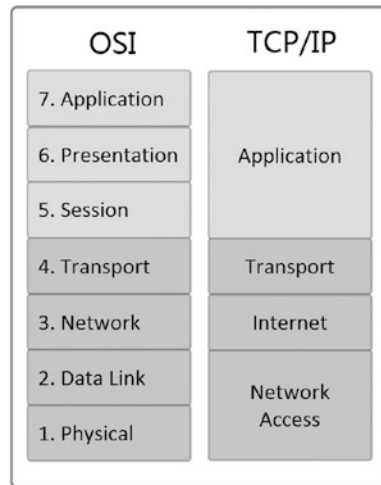 OSI
7. Application
6. Presentation
5. Session
4. Transport
3. Network
2. Data Link
1. Physical
TCP/IP
Application
Transport
Internet
Network
Access